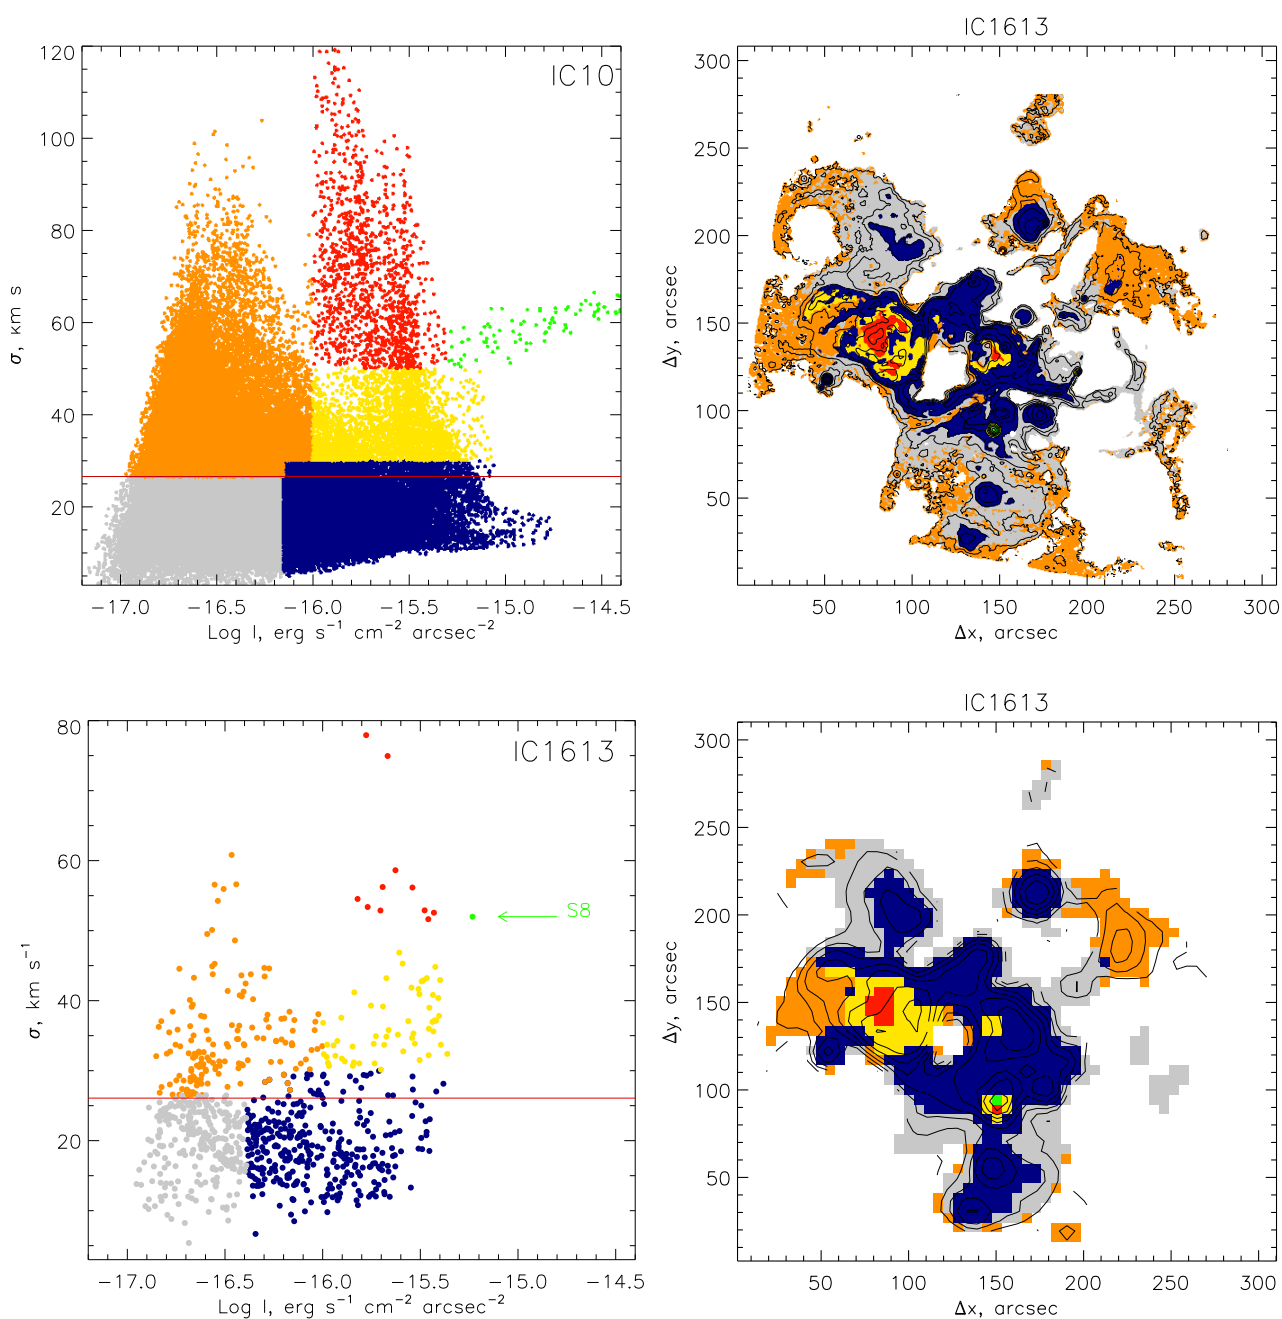 IC1613
120
100
80
60
40
20
σ, km s
IC10
−17.0 −16.5 −16.0 −15.5 −15.0 −14.5
Log I, erg s⁻¹ cm⁻² arcsec⁻²
300
250
200
150
100
50
Δy, arcsec
50 100 150 200 250 300
Δx, arcsec
80
60
40
20
σ, km s⁻¹
IC1613
S8
−17.0 −16.5 −16.0 −15.5 −15.0 −14.5
Log I, erg s⁻¹ cm⁻² arcsec⁻²
IC1613
300
250
200
150
100
50
Δy, arcsec
50 100 150 200 250 300
Δx, arcsec